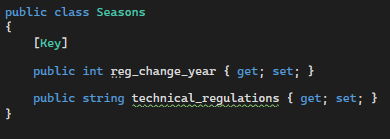 public class Seasons
{
[Key]
public int reg_change_year { get; set; }
public string technical_regulations { get; set; }
}